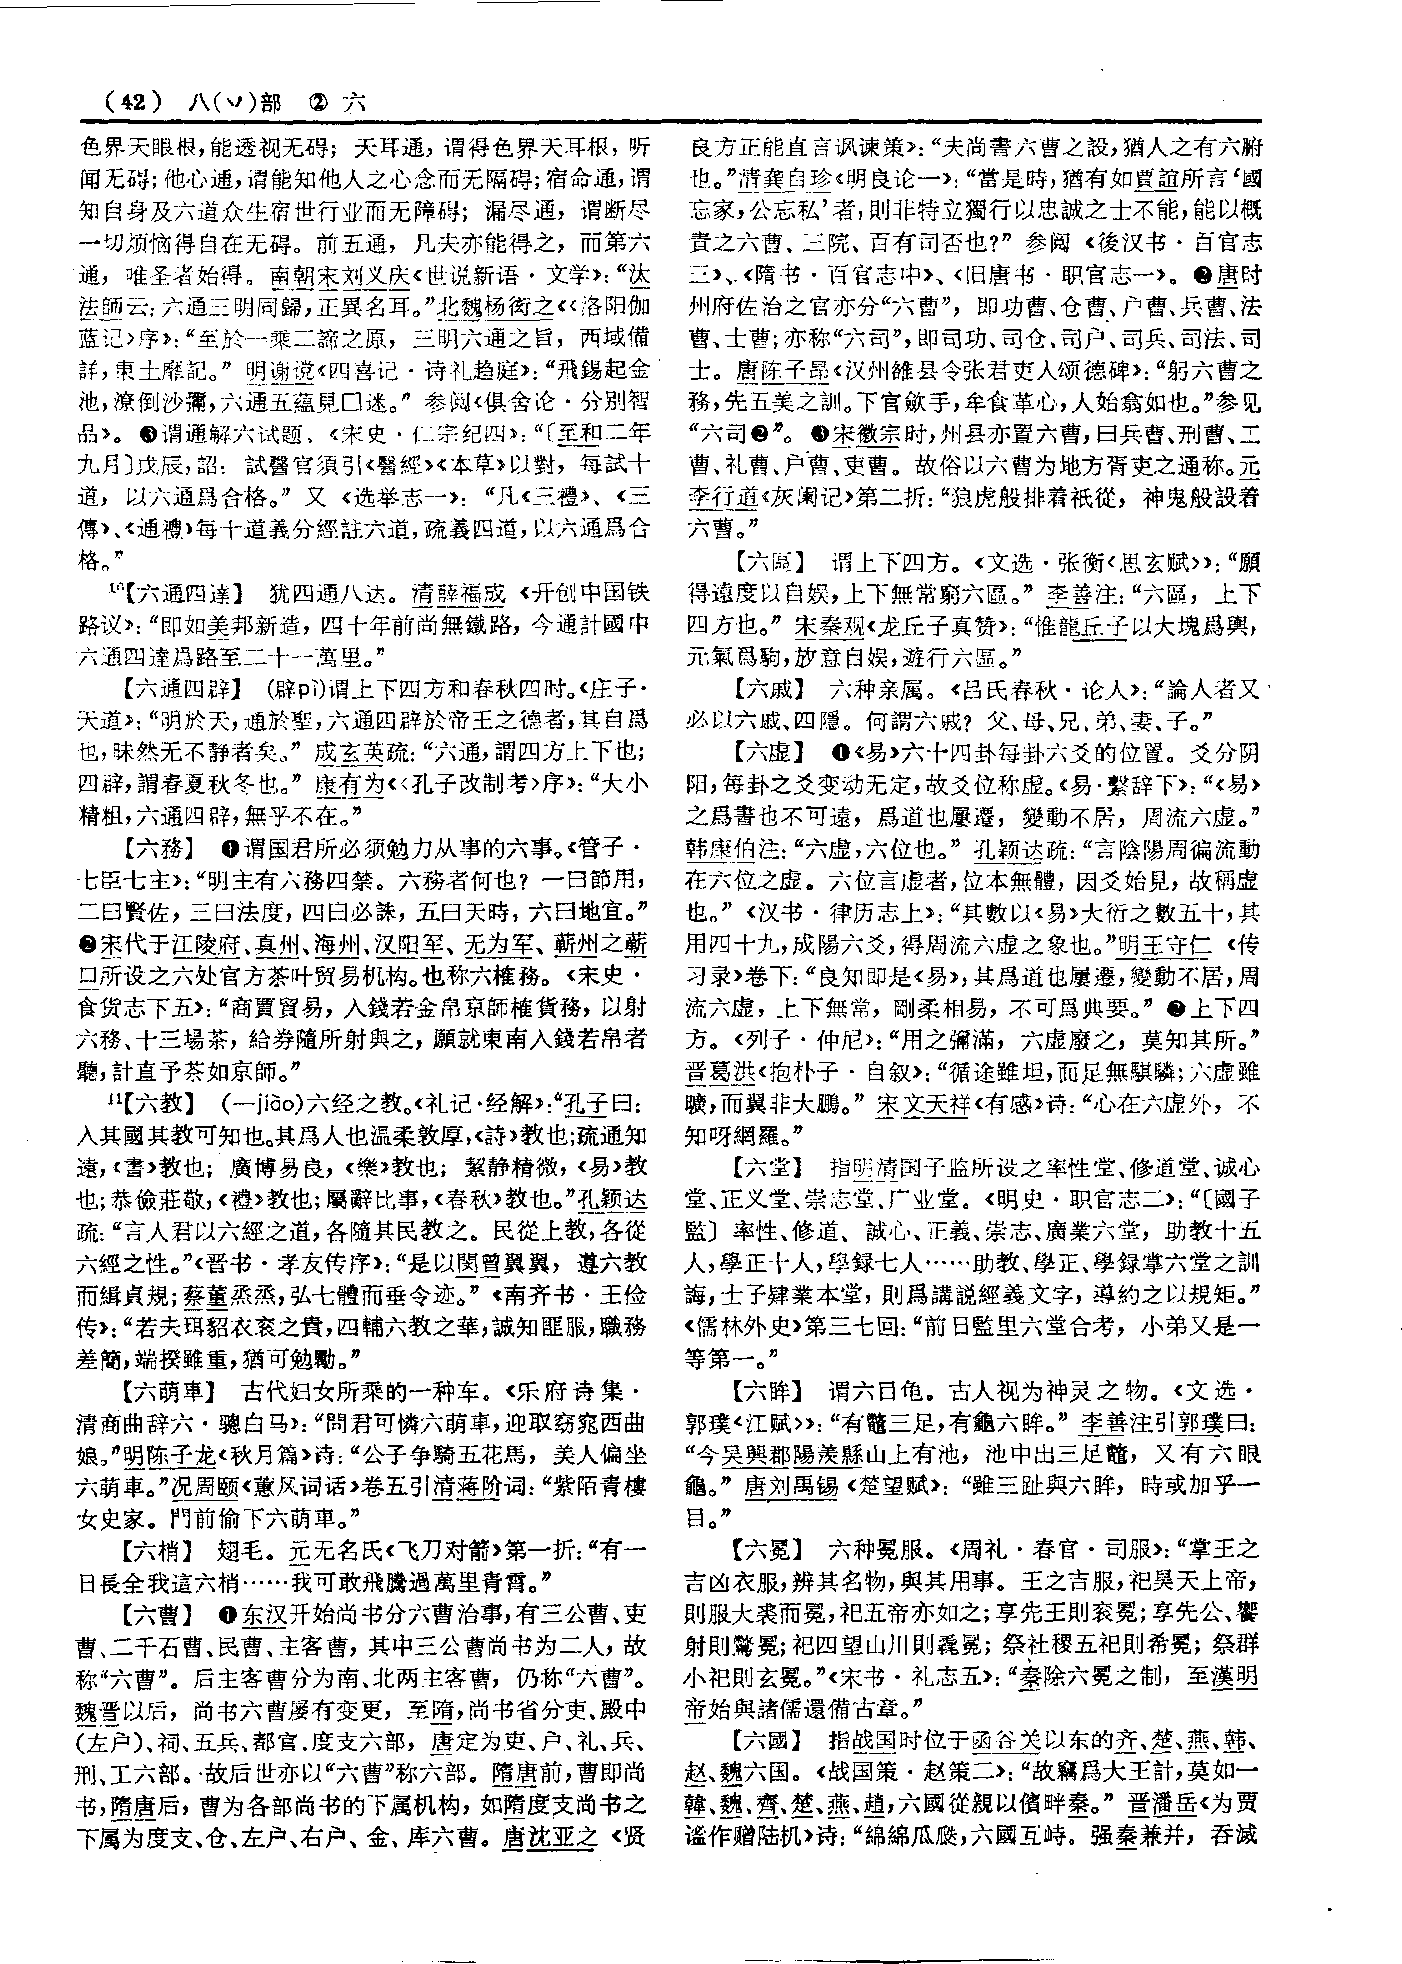 (42) 八(丷)部 ② 六
色界天眼根，能透视无碍；天耳通，谓得色界天耳根，听
闻无碍；他心通，谓能知他人之心念而无隔碍；宿命通，谓
知自身及六道众生宿世行业而无障碍；漏尽通，谓断尽
一切烦恼得自在无碍。前五通，凡夫亦能得之，而第六
通，唯圣者始得。南朝宋刘义庆《世说新语·文学》：“汰
法師云：六通三明同歸，正異名耳。”北魏杨衒之《〈洛阳伽
蓝记〉序》：“至於一乘二諦之原，三明六通之旨，西域備
詳，東土靡記。”明谢谠《四喜记·诗礼趋庭》：“飛錫起金
池，潦倒沙彌，六通五蕴見囗迷。”参阅《俱舍论·分别智
品》。❸谓通解六试题。《宋史·仁宗纪四》：“〔至和二年
九月〕戊辰，詔：試醫官須引《醫經》《本草》以對，每試十
道，以六通爲合格。”又《选举志一》：“凡《三禮》、《三
傳》、《通禮》每十道義分經註六道，疏義四道，以六通爲合
格。”
¹⁰【六通四達】 犹四通八达。清薛福成《开创中国铁
路议》：“即如美邦新造，四十年前尚無鐵路，今通計國中
六通四達爲路至二十一萬里。”
【六通四辟】 (辟pì)谓上下四方和春秋四时。《庄子·
天道》：“明於天，通於聖，六通四辟於帝王之德者，其自爲
也，昧然无不静者矣。”成玄英疏：“六通，謂四方上下也；
四辟，謂春夏秋冬也。”康有为《〈孔子改制考〉序》：“大小
精粗，六通四辟，無乎不在。”
【六務】 ❶谓国君所必须勉力从事的六事。《管子·
七臣七主》：“明主有六務四禁。六務者何也？一曰節用，
二曰賢佐，三曰法度，四曰必誅，五曰天時，六曰地宜。”
❷宋代于江陵府、真州、海州、汉阳军、无为军、蕲州之蕲
口所设之六处官方茶叶贸易机构。也称六榷務。《宋史·
食货志下五》：“商賈貿易，入錢若金帛京師榷貨務，以射
六務、十三場茶，給券隨所射與之，願就東南入錢若帛者
聽，計直予茶如京師。”
¹¹【六教】 (—jiāo)六经之教。《礼记·经解》：“孔子曰：
入其國其教可知也。其爲人也温柔敦厚，《詩》教也；疏通知
遠，《書》教也；廣博易良，《樂》教也；絜静精微，《易》教
也；恭儉莊敬，《禮》教也；屬辭比事，《春秋》教也。”孔颖达
疏：“言人君以六經之道，各隨其民教之。民從上教，各從
六經之性。”《晋书·孝友传序》：“是以閔曾翼翼，遵六教
而緝貞規；蔡董烝烝，弘七體而垂令迹。”《南齐书·王俭
传》：“若夫珥貂衣衮之貴，四輔六教之華，誠知匪服，職務
差簡，端揆雖重，猶可勉勵。”
【六萌車】 古代妇女所乘的一种车。《乐府诗集·
清商曲辞六·骢白马》：“問君可憐六萌車，迎取窈窕西曲
娘。”明陈子龙《秋月篇》诗：“公子争騎五花馬，美人偏坐
六萌車。”况周颐《蕙风词话》卷五引清蒋阶词：“紫陌青樓
女史家。門前偷下六萌車。”
【六梢】 翅毛。元无名氏《飞刀对箭》第一折：“有一
日長全我這六梢……我可敢飛騰過萬里青霄。”
【六曹】 ❶东汉开始尚书分六曹治事，有三公曹、吏
曹、二千石曹、民曹、主客曹，其中三公曹尚书为二人，故
称“六曹”。后主客曹分为南、北两主客曹，仍称“六曹”。
魏晋以后，尚书六曹屡有变更，至隋，尚书省分吏、殿中
(左户)、祠、五兵、都官、度支六部，唐定为吏、户、礼、兵、
刑、工六部。故后世亦以“六曹”称六部。隋唐前，曹即尚
书，隋唐后，曹为各部尚书的下属机构，如隋度支尚书之
下属为度支、仓、左户、右户、金、库六曹。唐沈亚之《贤
良方正能直言讽谏策》：“夫尚書六曹之設，猶人之有六腑
也。”清龚自珍《明良论一》：“當是時，猶有如賈誼所言‘國
忘家，公忘私’者，則非特立獨行以忠誠之士不能，能以概
責之六曹、三院、百有司否也？”参阅《後汉书·百官志
三》、《隋书·百官志中》、《旧唐书·职官志一》。❷唐时
州府佐治之官亦分“六曹”，即功曹、仓曹、户曹、兵曹、法
曹、士曹；亦称“六司”，即司功、司仓、司户、司兵、司法、司
士。唐陈子昂《汉州雒县令张君吏人颂德碑》：“躬六曹之
務，先五美之訓。下官斂手，牟食革心，人始翕如也。”参见
“六司❷”。❸宋徽宗时，州县亦置六曹，曰兵曹、刑曹、工
曹、礼曹、户曹、吏曹。故俗以六曹为地方胥吏之通称。元
李行道《灰阑记》第二折：“狼虎般排着祇從，神鬼般設着
六曹。”
【六區】 谓上下四方。《文选·张衡〈思玄赋〉》：“願
得遠度以自娱，上下無常窮六區。”李善注：“六區，上下
四方也。”宋秦观《龙丘子真赞》：“惟龍丘子以大塊爲輿，
元氣爲駒，放意自娱，遊行六區。”
【六戚】 六种亲属。《吕氏春秋·论人》：“論人者又
必以六戚、四隱。何謂六戚？父、母、兄、弟、妻、子。”
【六虚】 ❶《易》六十四卦每卦六爻的位置。爻分阴
阳，每卦之爻变动无定，故爻位称虚。《易·繫辞下》：“《易》
之爲書也不可遠，爲道也屢遷，變動不居，周流六虚。”
韩康伯注：“六虚，六位也。”孔颖达疏：“言陰陽周徧流動
在六位之虚。六位言虚者，位本無體，因爻始見，故稱虚
也。”《汉书·律历志上》：“其數以《易》大衍之數五十，其
用四十九，成陽六爻，得周流六虚之象也。”明王守仁《传
习录》卷下：“良知即是《易》，其爲道也屢遷，變動不居，周
流六虚，上下無常，剛柔相易，不可爲典要。”❷上下四
方。《列子·仲尼》：“用之彌滿，六虚廢之，莫知其所。”
晋葛洪《抱朴子·自叙》：“循途雖坦，而足無騏驎；六虚雖
曠，而翼非大鵬。”宋文天祥《有感》诗：“心在六虚外，不
知呀網羅。”
【六堂】 指明清国子监所设之率性堂、修道堂、诚心
堂、正义堂、崇志堂、广业堂。《明史·职官志二》：“〔國子
監〕率性、修道、誠心、正義、崇志、廣業六堂，助教十五
人，學正十人，學録七人……助教、學正、學録掌六堂之訓
誨，士子肄業本堂，則爲講説經義文字，導約之以規矩。”
《儒林外史》第三七回：“前日監里六堂合考，小弟又是一
等第一。”
【六眸】 谓六目龟。古人视为神灵之物。《文选·
郭璞〈江赋〉》：“有鼈三足，有龜六眸。”李善注引郭璞曰：
“今吴興郡陽羨縣山上有池，池中出三足鼈，又有六眼
龜。”唐刘禹锡《楚望赋》：“雖三趾與六眸，時或加乎一
目。”
【六冕】 六种冕服。《周礼·春官·司服》：“掌王之
吉凶衣服，辨其名物，與其用事。王之吉服，祀昊天上帝，
則服大裘而冕，祀五帝亦如之；享先王則衮冕；享先公、饗
射則鷩冕；祀四望山川則毳冕；祭社稷五祀則希冕；祭群
小祀則玄冕。”《宋书·礼志五》：“秦除六冕之制，至漢明
帝始與諸儒還備古章。”
【六國】 指战国时位于函谷关以东的齐、楚、燕、韩、
赵、魏六国。《战国策·赵策二》：“故竊爲大王計，莫如一
韓、魏、齊、楚、燕、趙，六國從親以儐畔秦。”晋潘岳《为贾
谧作赠陆机》诗：“綿綿瓜瓞，六國互峙。强秦兼并，吞滅